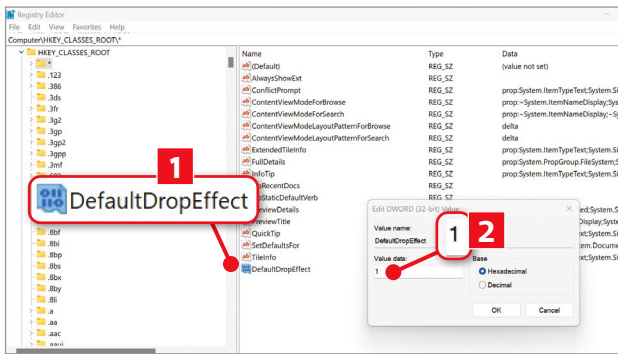 Registry Editor
File Edit View Favorites Help
Computer\HKEY_CLASSES_ROOT\*
HKEY_CLASSES_ROOT
*
.123
.386
.3ds
.3fr
.3g2
.3gp
.3gp2
.3gpp
.3mf
.8bf
.8bi
.8bp
.8bs
.8bx
.8by
.8li
.a
.aa
.aac
Name Type Data
(Default) REG_SZ (value not set)
AlwaysShowExt REG_SZ
ConflictPrompt REG_SZ prop:System.ItemTypeText;System.Si
ContentViewModeForBrowse REG_SZ prop:~System.ItemNameDisplay;Sys
ContentViewModeForSearch REG_SZ prop:~System.ItemNameDisplay;~Sy
ContentViewModeLayoutPatternForBrowse REG_SZ delta
ContentViewModeLayoutPatternForSearch REG_SZ delta
ExtendedTileInfo REG_SZ prop:System.ItemTypeText;System.Si
FullDetails REG_SZ prop:System.PropGroup.FileSystem;S
InfoTip REG_SZ prop:System.ItemTypeText;System.Si
oRecentDocs REG_SZ
oStaticDefaultVerb REG_SZ
eviewDetails
eviewTitle
QuickTip
SetDefaultsFor
TileInfo
DefaultDropEffect
1
DefaultDropEffect
Edit DWORD (32-bit) Value
Value name:
DefaultDropEffect
Value data:
1
Base
Hexadecimal
Decimal
OK Cancel
1
2